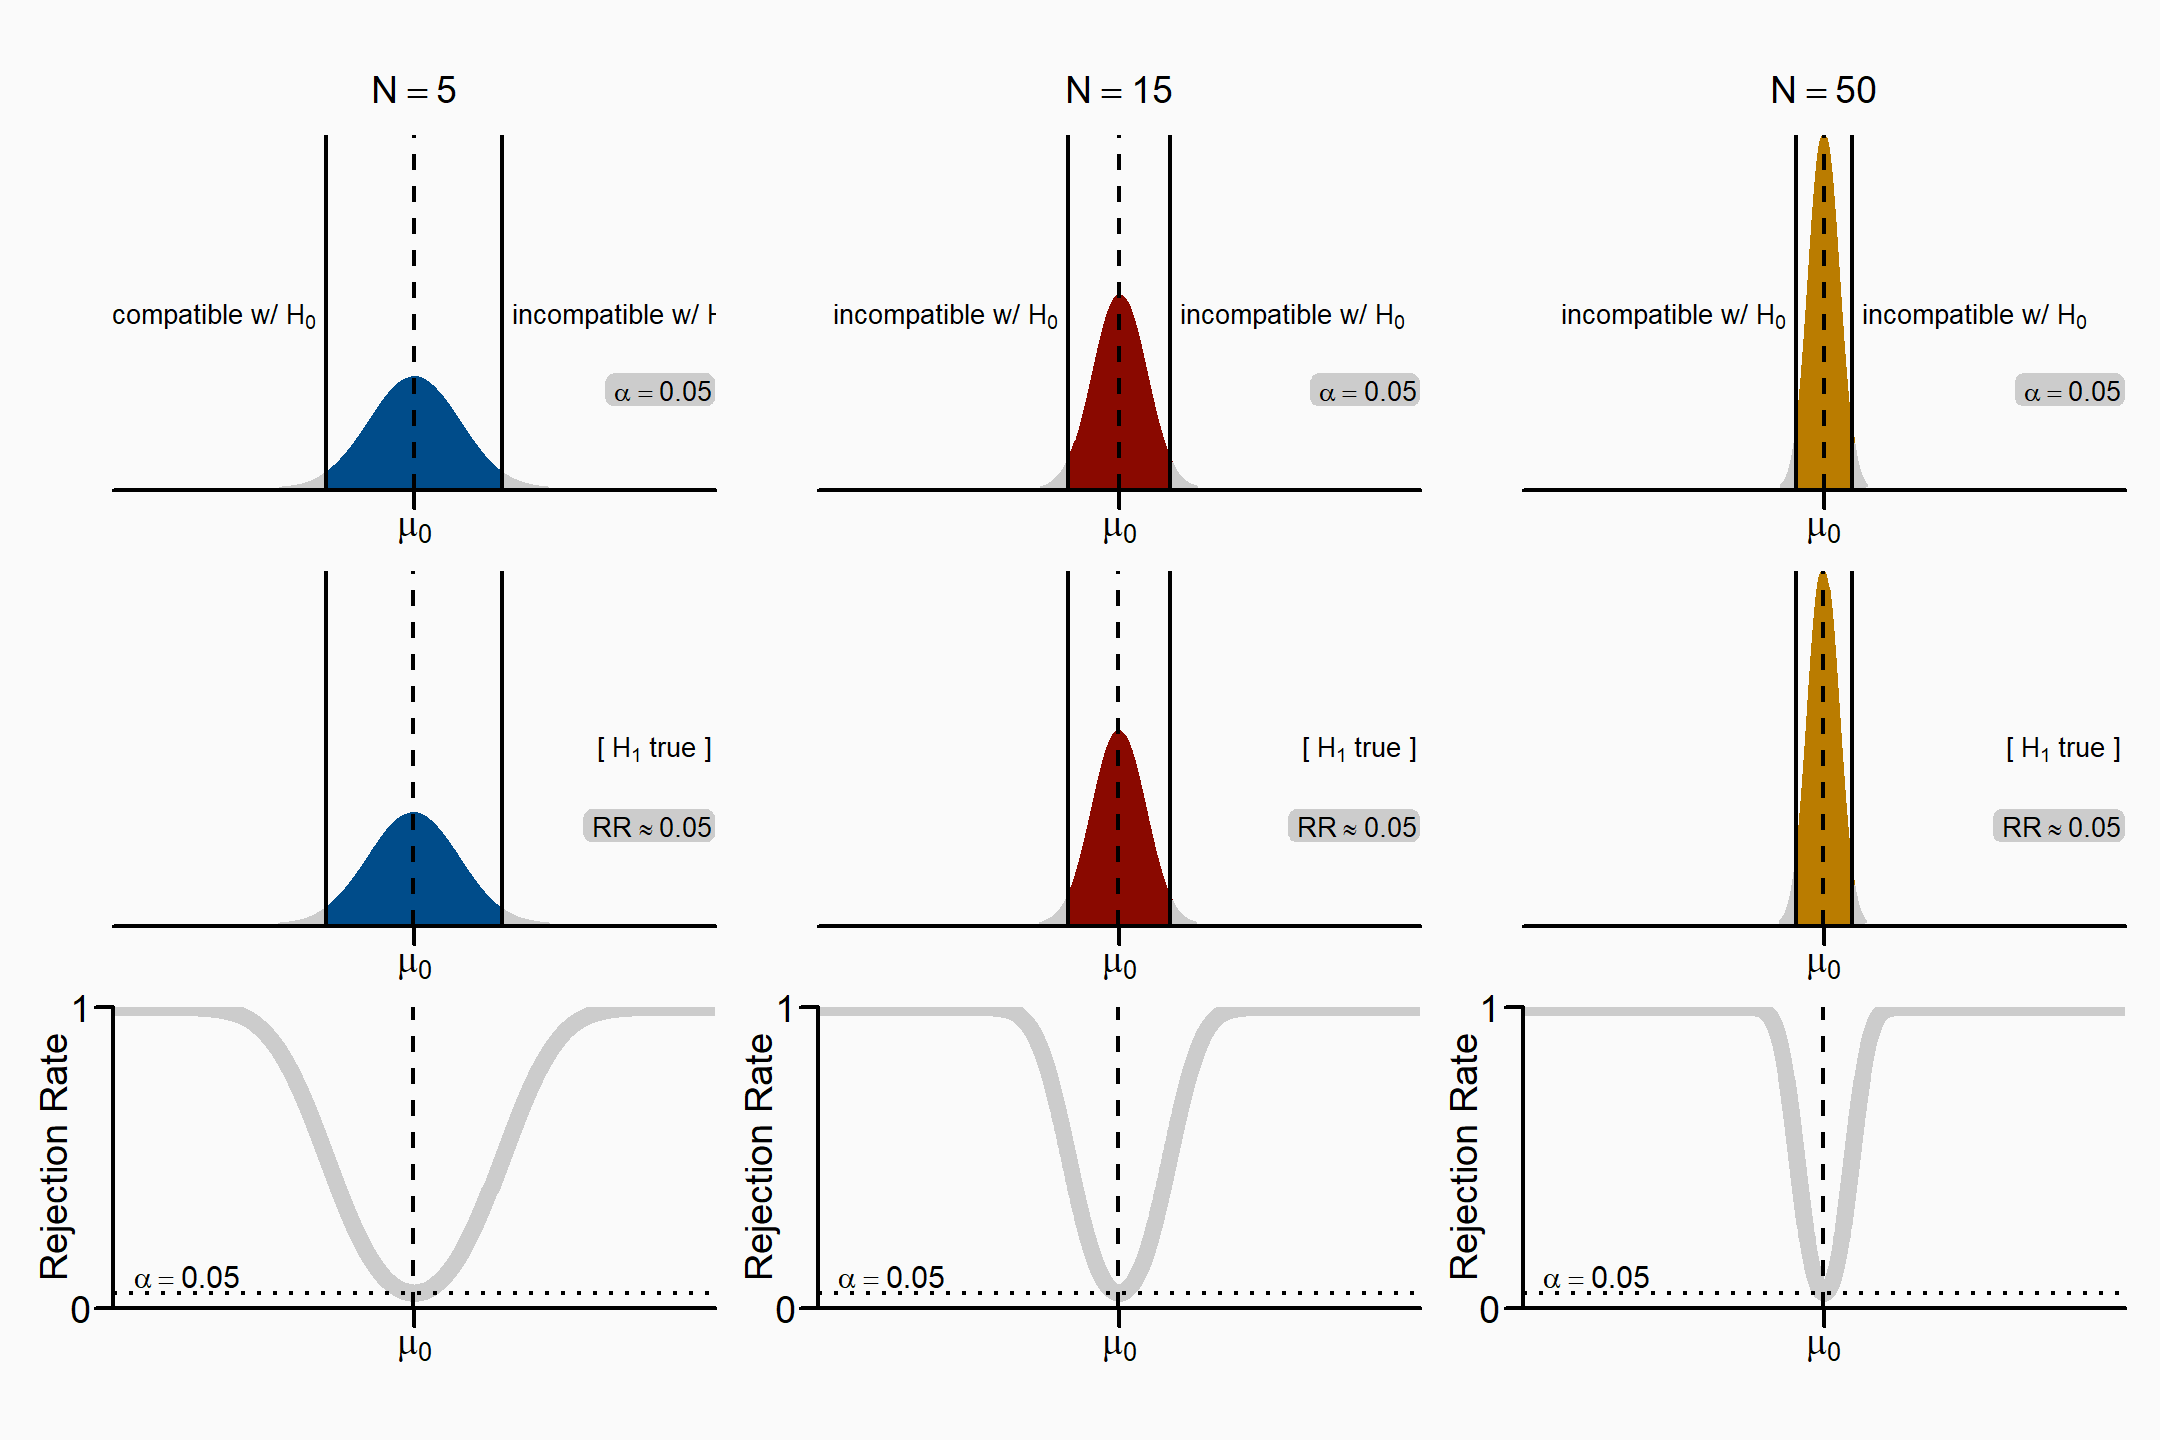 N = 5
N = 15
N = 50
compatible w/ H₀
incompatible w/
incompatible w/ H₀
incompatible w/ H₀
incompatible w/ H₀
incompatible w/ H₀
α = 0.05
α = 0.05
α = 0.05
μ₀
μ₀
μ₀
[ H₁ true ]
[ H₁ true ]
[ H₁ true ]
RR ≈ 0.05
RR ≈ 0.05
RR ≈ 0.05
μ₀
μ₀
μ₀
1
Rejection Rate
α = 0.05
0
μ₀
1
Rejection Rate
α = 0.05
0
μ₀
1
Rejection Rate
α = 0.05
0
μ₀